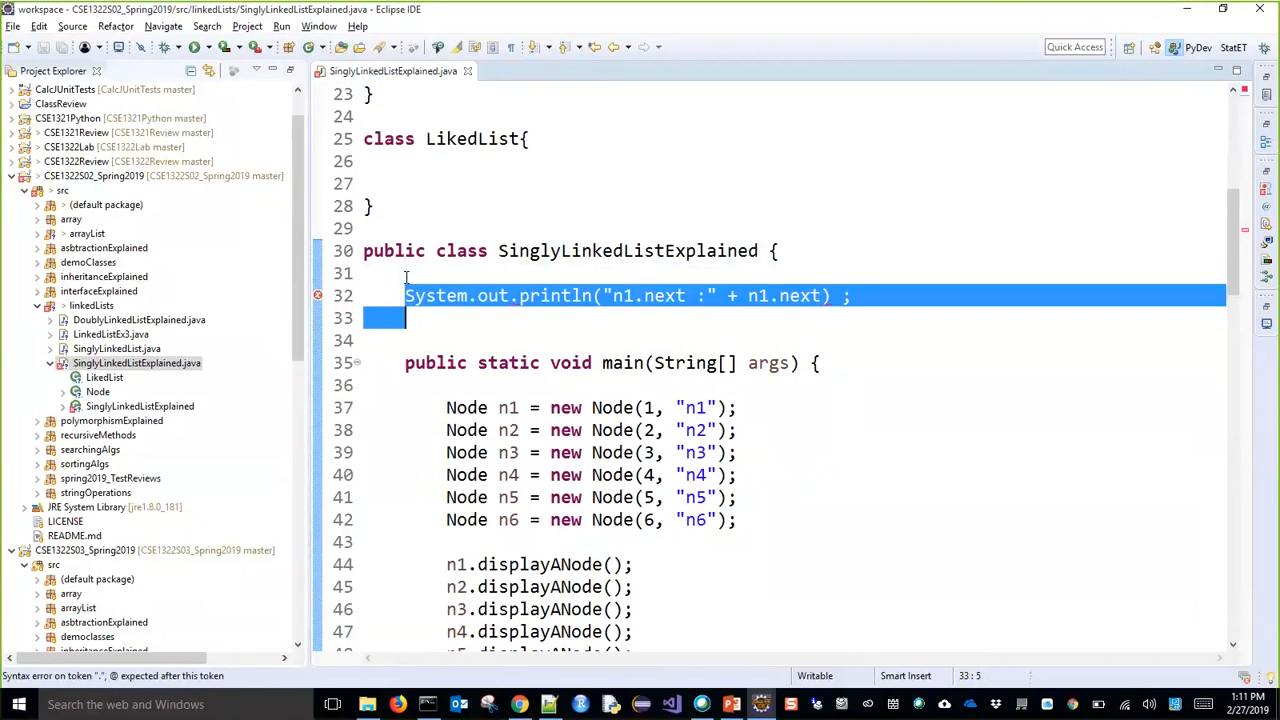 workspace - CSE1322S02_Spring2019/src/linkedLists/SinglyLinkedListExplained.java - Eclipse IDE
File Edit Source Refactor Navigate Search Project Run Window Help
Quick Access
PyDev
StatET
Project Explorer
SinglyLinkedListExplained.java
CalcJUnitTests [CalcJUnitTests master]
ClassReview
CSE1321Python [CSE1321Python master]
> CSE1321Review [CSE1321Review master]
> CSE1322Lab [CSE1322Lab master]
> CSE1322Review [CSE1322Review master]
> CSE1322S02_Spring2019 [CSE1322S02_Spring2019 master]
> src
> (default package)
array
> arrayList
asbtractionExplained
demoClasses
inheritanceExplained
interfaceExplained
> linkedLists
> DoublyLinkedListExplained.java
LinkedListEx3.java
SinglyLinkedList.java
SinglyLinkedListExplained.java
LikedList
Node
SinglyLinkedListExplained
polymorphismExplained
recursiveMethods
searchingAlgs
sortingAlgs
spring2019_TestReviews
stringOperations
JRE System Library [jre1.8.0_181]
LICENSE
README.md
CSE1322S03_Spring2019 [CSE1322S03_Spring2019 master]
src
(default package)
array
arrayList
asbtractionExplained
democlasses
23 }
24
25 class LikedList{
26
27
28 }
29
30 public class SinglyLinkedListExplained {
31
32 System.out.println("n1.next :" + n1.next) ;
33
34
35 public static void main(String[] args) {
36
37 Node n1 = new Node(1, "n1");
38 Node n2 = new Node(2, "n2");
39 Node n3 = new Node(3, "n3");
40 Node n4 = new Node(4, "n4");
41 Node n5 = new Node(5, "n5");
42 Node n6 = new Node(6, "n6");
43
44 n1.displayANode();
45 n2.displayANode();
46 n3.displayANode();
47 n4.displayANode();
Syntax error on token ".", @ expected after this token
Writable
Smart Insert
33 : 5
Search the web and Windows
1:11 PM
2/27/2019